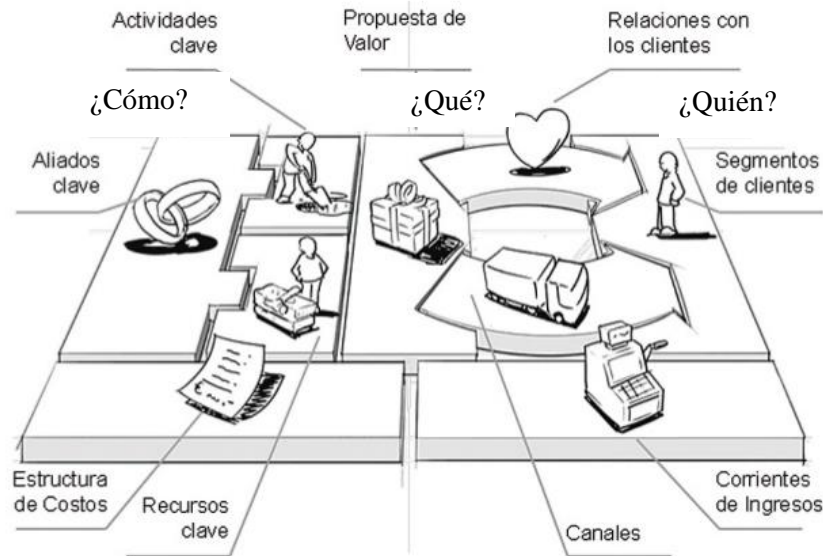 Actividades
clave
Propuesta de
Valor
Relaciones con
los clientes
¿Cómo?
¿Qué?
¿Quién?
Aliados
clave
Segmentos
de clientes
Estructura
de Costos
Recursos
clave
Canales
Corrientes
de Ingresos